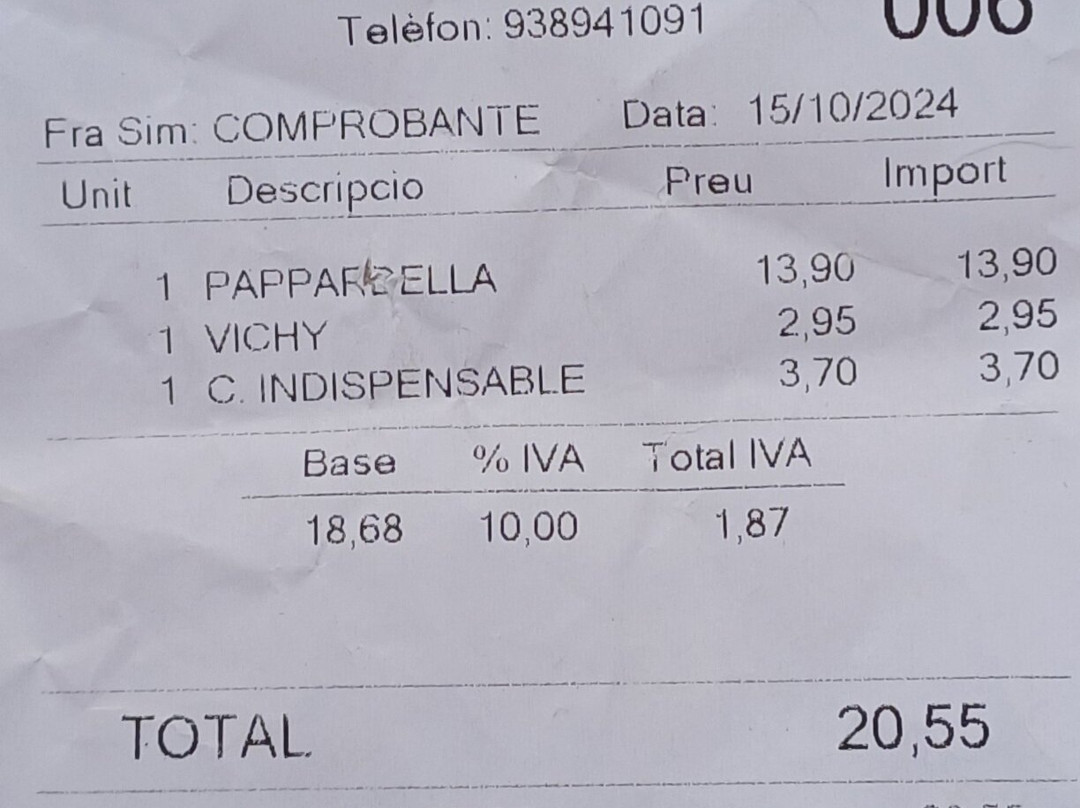 Telèfon: 938941091 006
Fra Sim: COMPROBANTE Data: 15/10/2024
Unit Descripcio Preu Import
1 PAPPARDELLA 13,90 13,90
1 VICHY 2,95 2,95
1 C. INDISPENSABLE 3,70 3,70
Base % IVA Total IVA
18,68 10,00 1,87
TOTAL 20,55